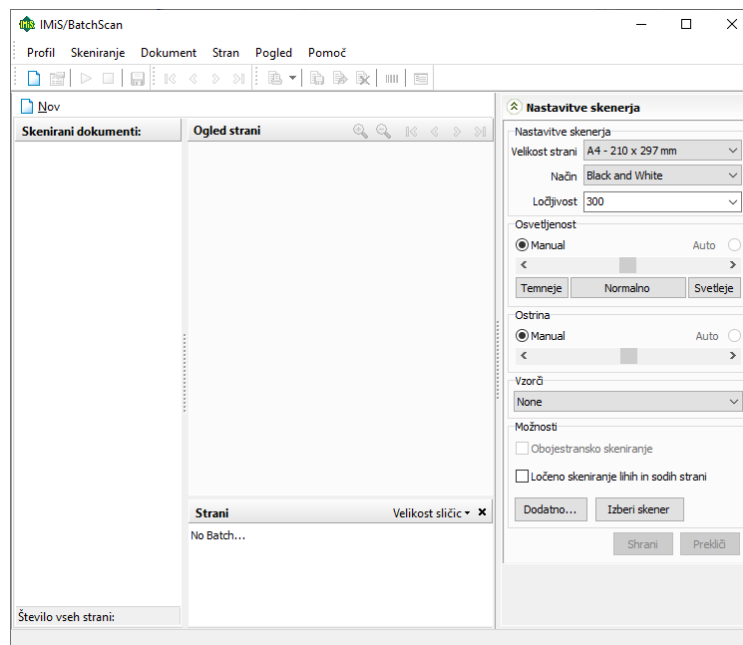 IMiS/BatchScan
Profil Skeniranje Dokument Stran Pogled Pomoč
Nov
Skenirani dokumenti:
Število vseh strani:
Ogled strani
Strani Velikost sličic
No Batch...
Nastavitve skenerja
Nastavitve skenerja
Velikost strani A4 - 210 x 297 mm
Način Black and White
Ločljivost 300
Osvetljenost
Manual Auto
Temneje Normalno Svetleje
Ostrina
Manual Auto
Vzorči
None
Možnosti
Obojestransko skeniranje
Ločeno skeniranje lihih in sodih strani
Dodatno... Izberi skener
Shrani Prekliči